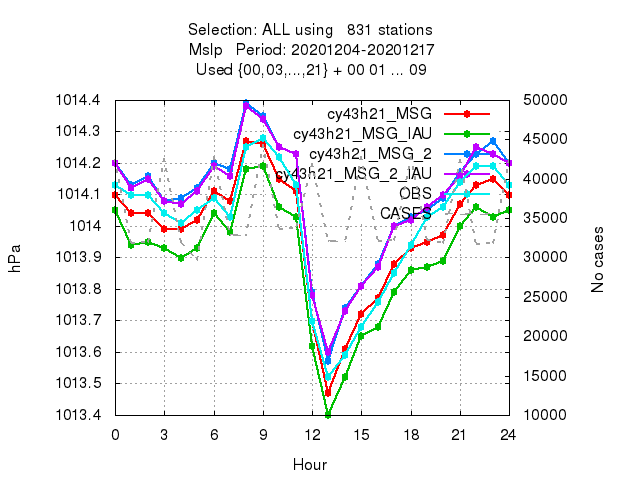 Selection: ALL using   831 stations
Mslp   Period: 20201204-20201217
Used {00,03,...,21} + 00 01 ... 09
1014.4
1014.3
1014.2
1014.1
1014
1013.9
1013.8
1013.7
1013.6
1013.5
1013.4
hPa
cy43h21_MSG
cy43h21_MSG_IAU
cy43h21_MSG_2
cy43h21_MSG_2_IAU
OBS
CASES
50000
45000
40000
35000
30000
25000
20000
15000
10000
No cases
0 3 6 9 12 15 18 21 24
Hour